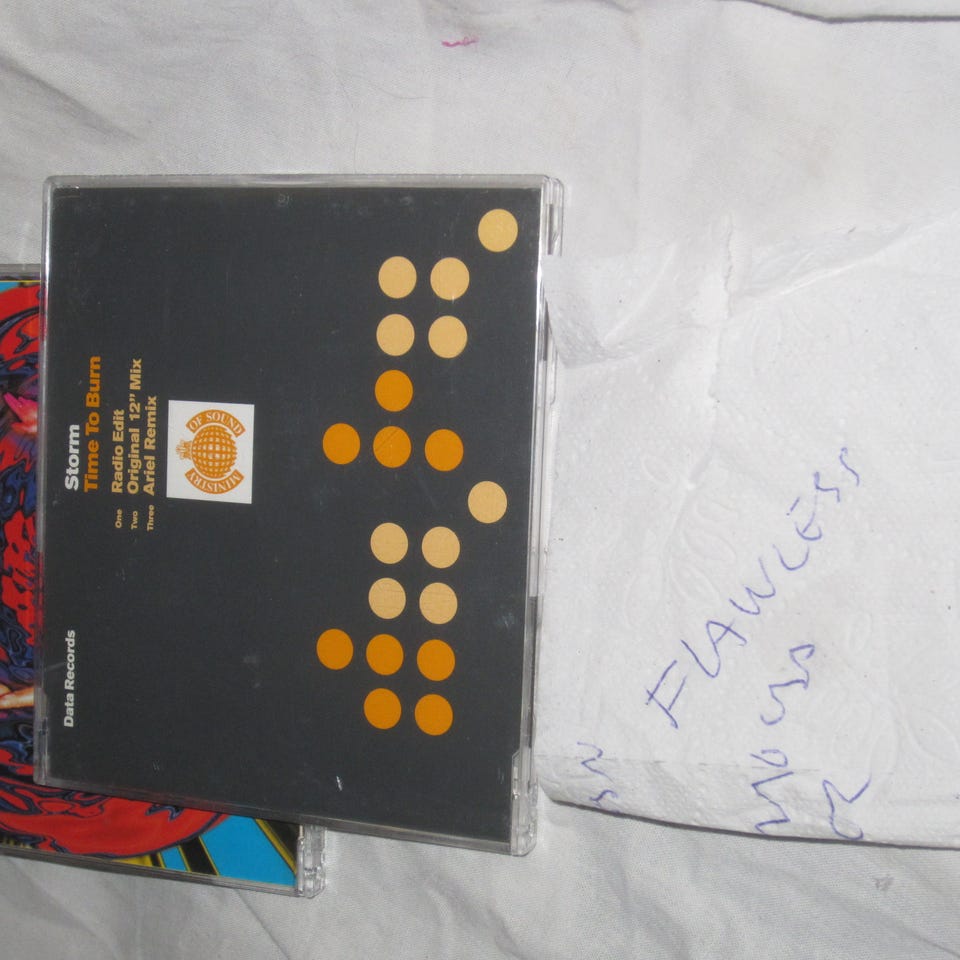 Data Records
Storm
Time To Burn
One Radio Edit
Two Original 12" Mix
Three Ariel Remix
MINISTRY OF SOUND
FLAWLESS